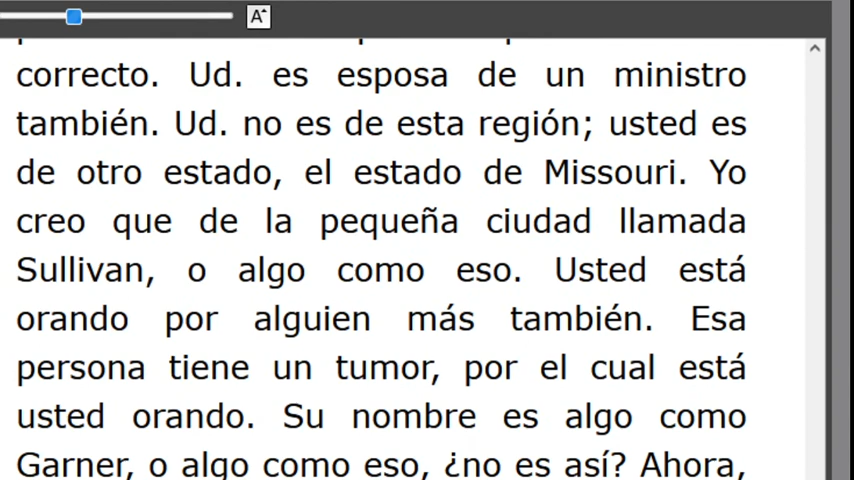 A
correcto. Ud. es esposa de un ministro
también. Ud. no es de esta región; usted es
de otro estado, el estado de Missouri. Yo
creo que de la pequeña ciudad llamada
Sullivan, o algo como eso. Usted está
orando por alguien más también. Esa
persona tiene un tumor, por el cual está
usted orando. Su nombre es algo como
Garner, o algo como eso, ¿no es así? Ahora,